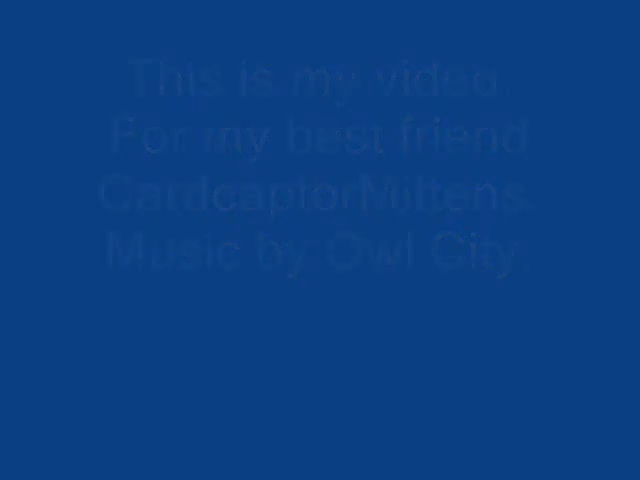 This is my video.
For my best friend
CardcaptorMittens.
Music by Owl City.